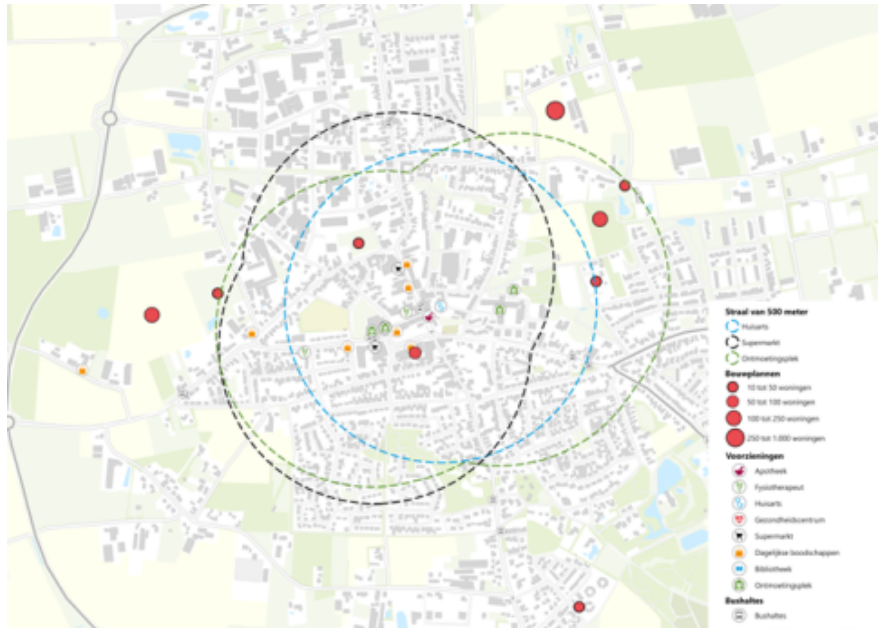 Straal van 500 meter
Huisarts
Supermarkt
Ontmoetingsplek
Bouwplannen
10 tot 50 woningen
50 tot 100 woningen
100 tot 250 woningen
250 tot 1.000 woningen
Voorzieningen
Apotheek
Fysiotherapeut
Huisarts
Gezondheidscentrum
Supermarkt
Dagelijkse boodschappen
Bibliotheek
Ontmoetingsplek
Bushaltes
Bushaltes